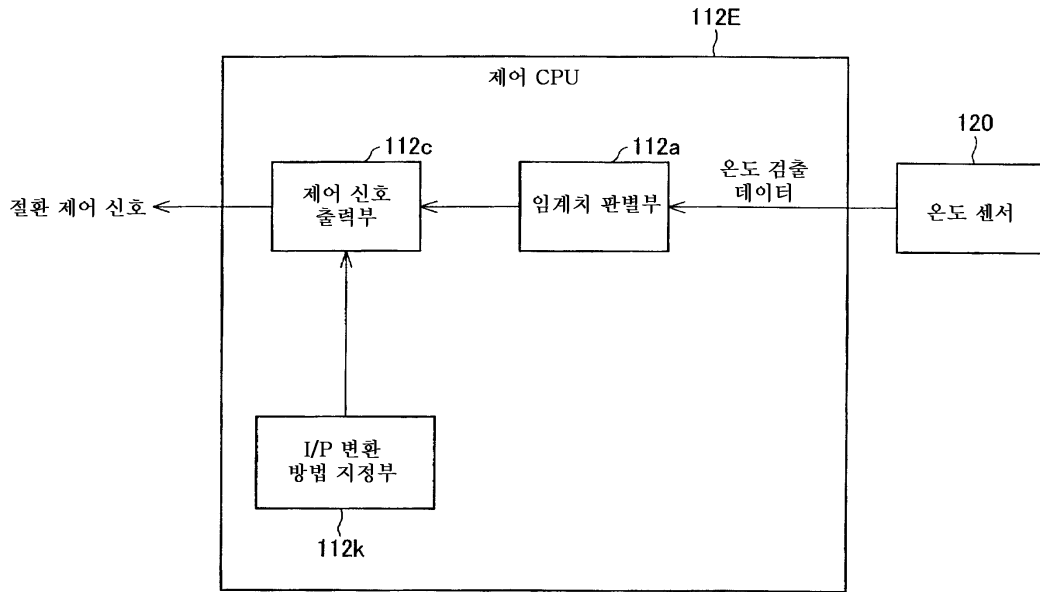 112E
제어 CPU
112c
112a
120
제어 신호
출력부
임계치 판별부
온도 검출
데이터
온도 센서
절환 제어 신호
I/P 변환
방법 지정부
112k